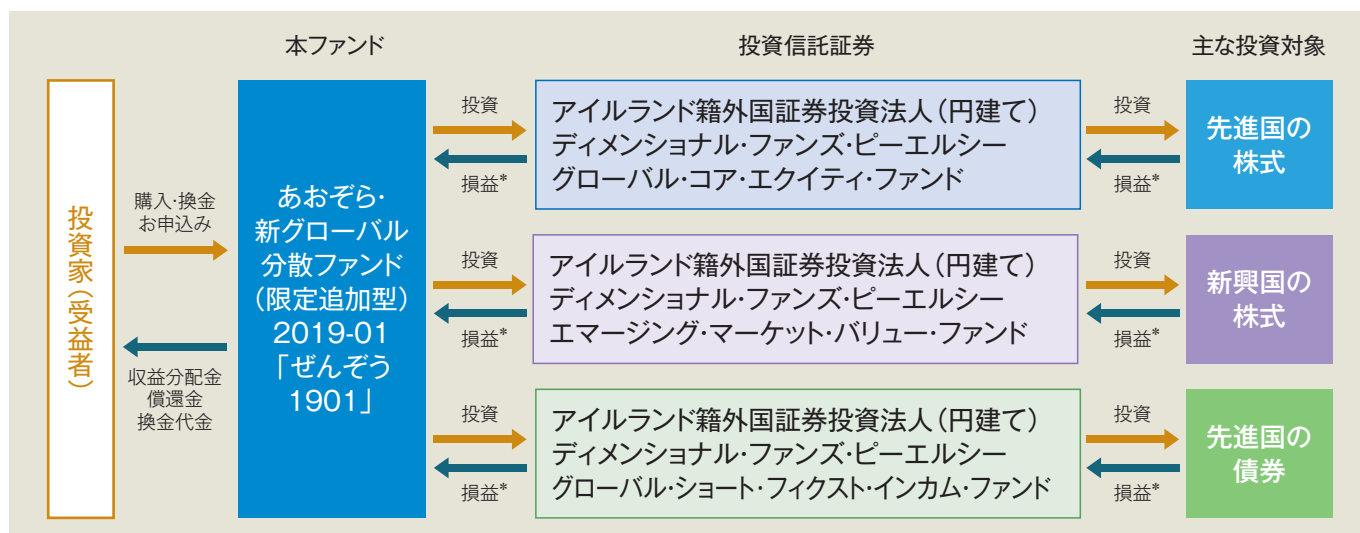 本ファンド
投資信託証券
主な投資対象
投資家（受益者）
購入・換金
お申込み
収益分配金
償還金
換金代金
あおぞら・
新グローバル
分散ファンド
（限定追加型）
2019-01
「ぜんぞう
1901」
投資
損益*
アイルランド籍外国証券投資法人（円建て）
ディメンショナル・ファンズ・ピーエルシー
グローバル・コア・エクイティ・ファンド
投資
損益*
先進国の
株式
投資
損益*
アイルランド籍外国証券投資法人（円建て）
ディメンショナル・ファンズ・ピーエルシー
エマージング・マーケット・バリュー・ファンド
投資
損益*
新興国の
株式
投資
損益*
アイルランド籍外国証券投資法人（円建て）
ディメンショナル・ファンズ・ピーエルシー
グローバル・ショート・フィクスト・インカム・ファンド
投資
損益*
先進国の
債券